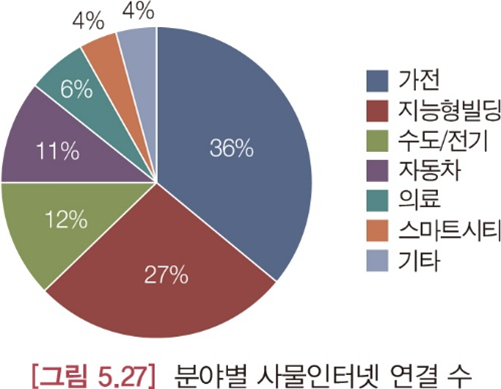 4%
4%
6%
36%
11%
12%
27%
가전
지능형빌딩
수도/전기
자동차
의료
스마트시티
기타
[그림 5.27] 분야별 사물인터넷 연결 수